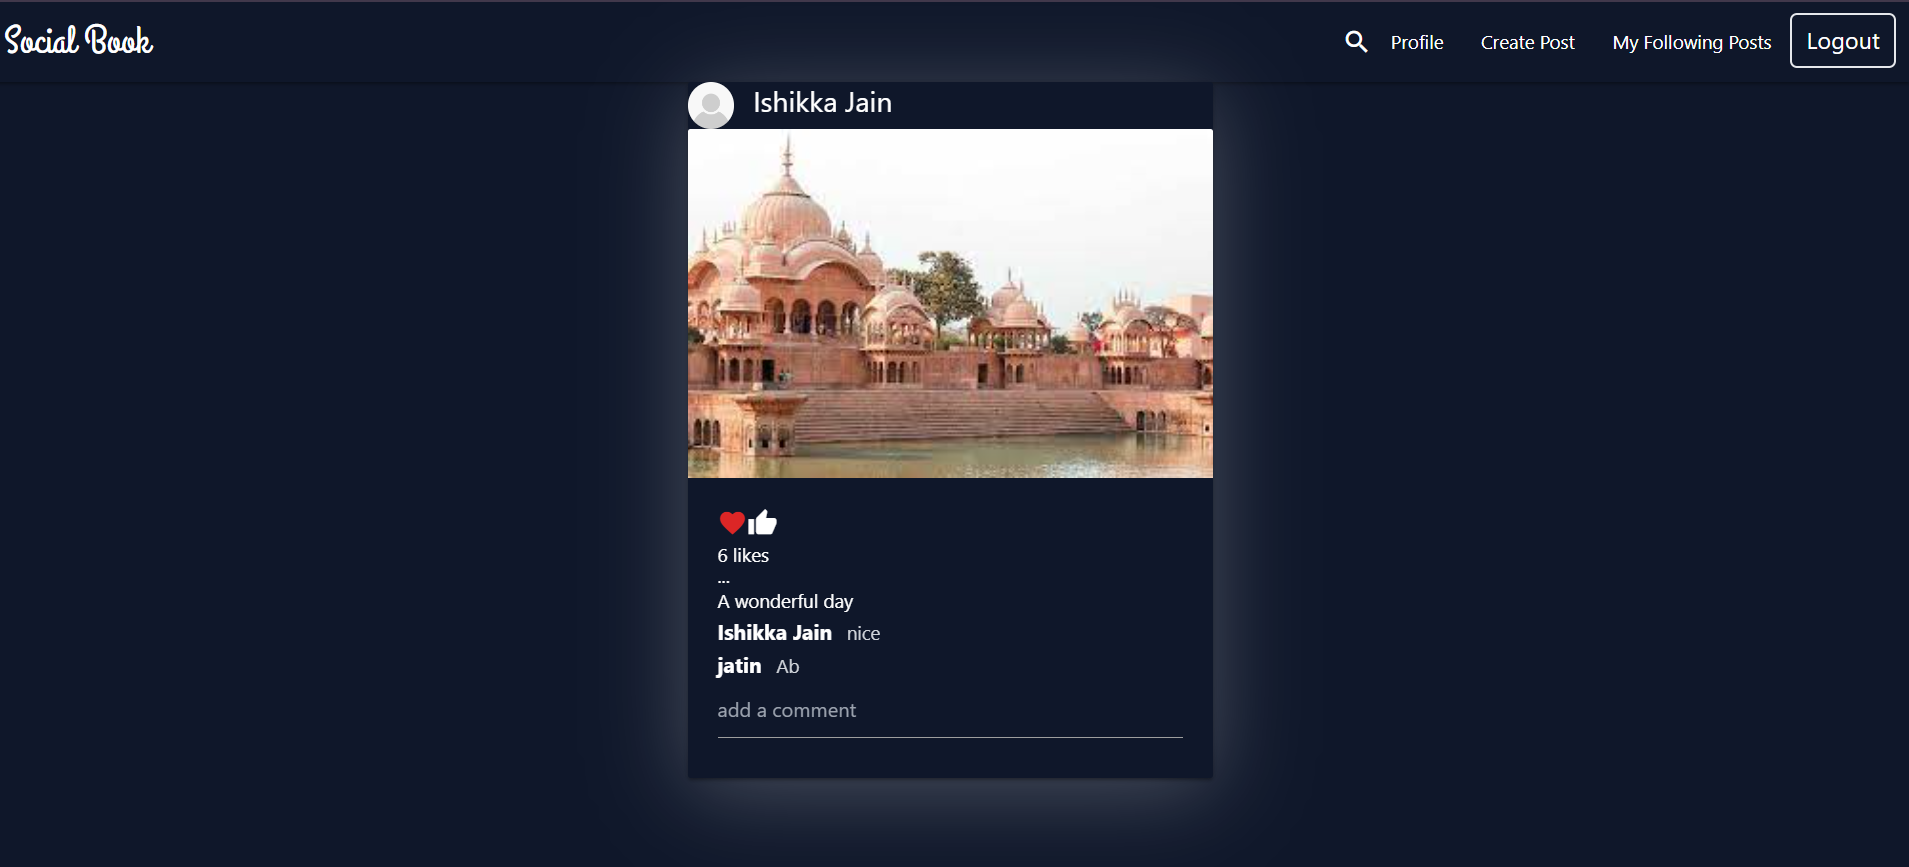 Social Book
Profile Create Post My Following Posts Logout
Ishikka Jain
6 likes
...
A wonderful day
Ishikka Jain nice
jatin Ab
add a comment